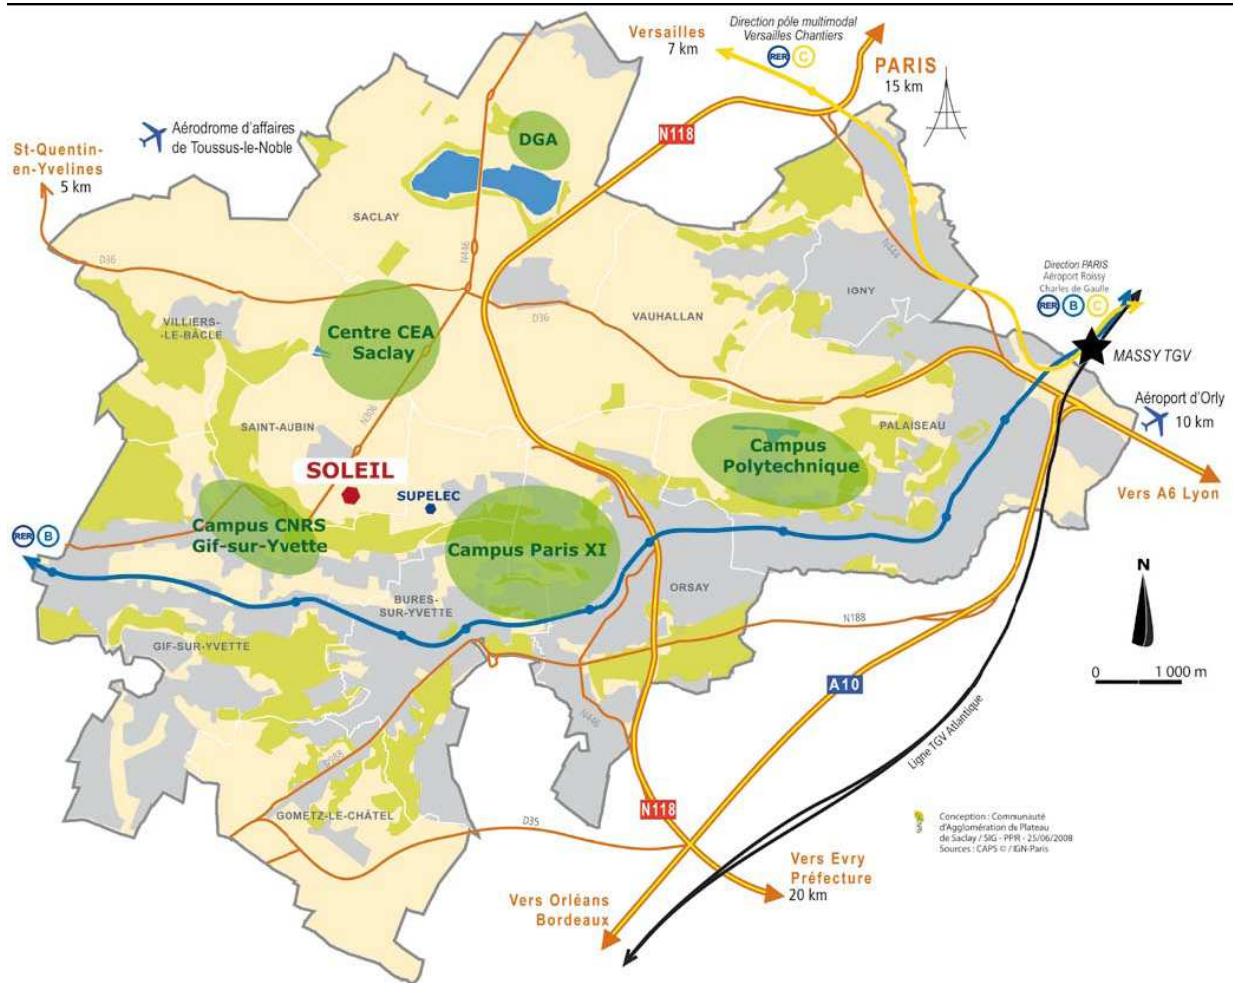 Direction pôle multimodal
Versailles Chantiers
RER C
Versailles
7 km
PARIS
15 km
N118
Aérodrome d'affaires
de Toussus-le-Noble
DGA
St-Quentin-
en-Yvelines
5 km
SACLAY
N446
N444
D36
Direction PARIS
Aéroport Roissy
Charles de Gaulle
RER B C
IGNY
VILLIERS-
LE-BÂCLE
Centre CEA
Saclay
D36
VAUHALLAN
MASSY TGV
N306
SAINT-AUBIN
Aéroport d'Orly
10 km
PALAISEAU
Campus
Polytechnique
SOLEIL
SUPELEC
Vers A6 Lyon
Campus CNRS
Gif-sur-Yvette
RER B
Campus Paris XI
N
BURES-
SUR-YVETTE
ORSAY
N188
GIF-SUR-YVETTE
0 1 000 m
A10
N446
Ligne TGV Atlantique
N118
GOMETZ-LE-CHÂTEL
D35
Conception : Communauté
d'Agglomération de Plateau
de Saclay / SIG - PPIR - 25/06/2008
Sources : CAPS © / IGN-Paris
Vers Evry
Préfecture
20 km
Vers Orléans
Bordeaux